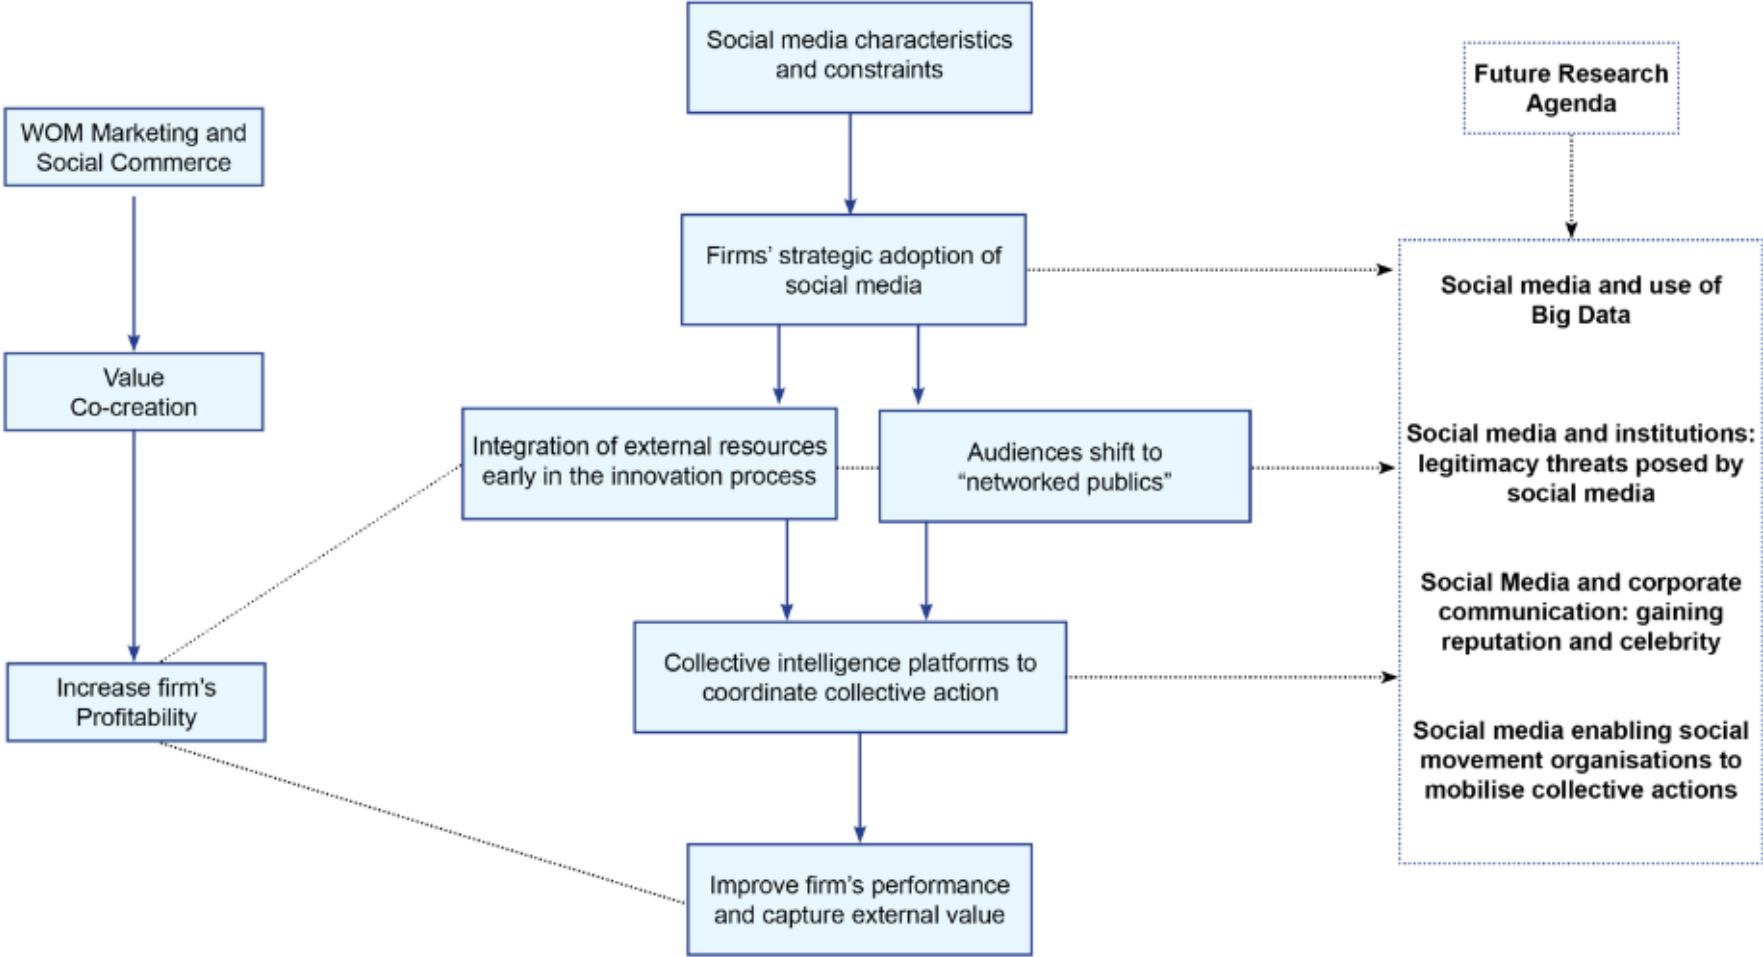 Social media characteristics
and constraints
Future Research
Agenda
WOM Marketing and
Social Commerce
Firms’ strategic adoption of
social media
Social media and use of
Big Data
Value
Co-creation
Integration of external resources
early in the innovation process
Audiences shift to
“networked publics”
Social media and institutions:
legitimacy threats posed by
social media
Social Media and corporate
communication: gaining
reputation and celebrity
Increase firm's
Profitability
Collective intelligence platforms to
coordinate collective action
Social media enabling social
movement organisations to
mobilise collective actions
Improve firm’s performance
and capture external value